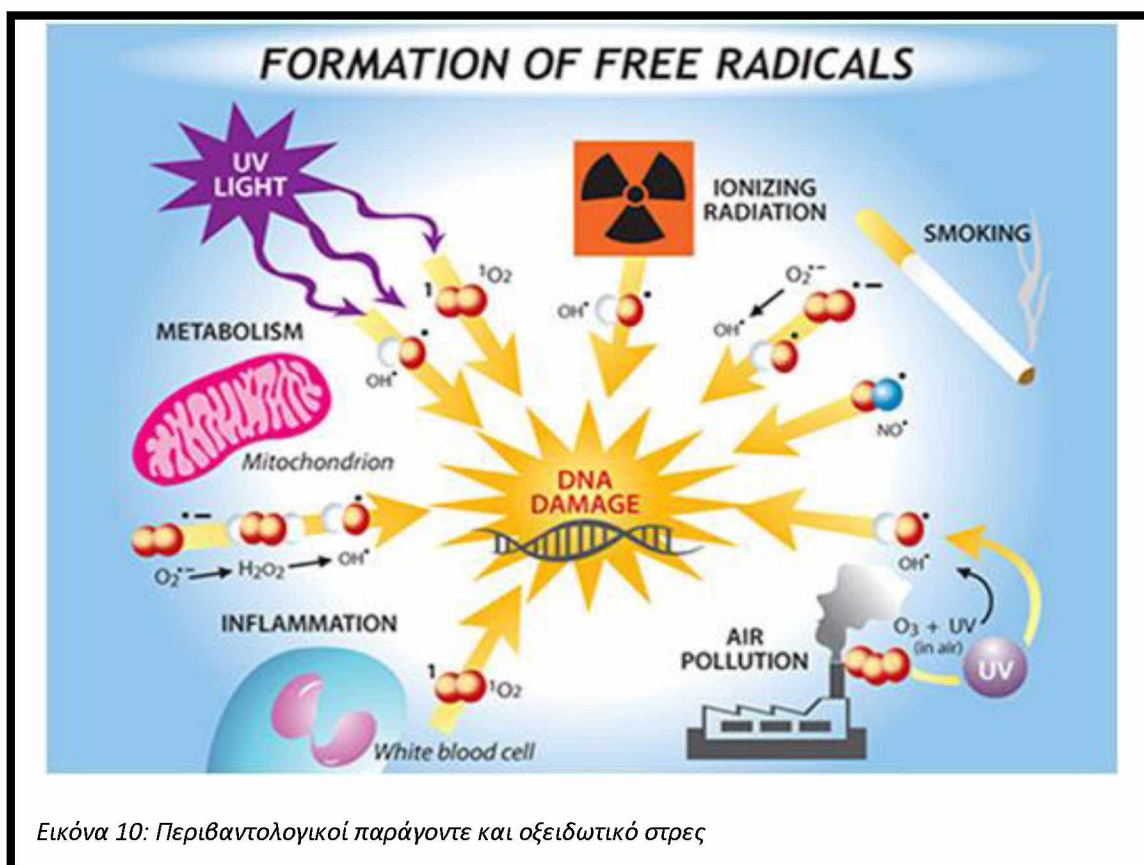 FORMATION OF FREE RADICALS
UV
LIGHT
IONIZING
RADIATION
SMOKING
¹O2
1
O2•−
•−
OH•
OH•
METABOLISM
OH•
Mitochondrion
NO•
DNA
DAMAGE
•−
O2•−
H2O2
OH•
OH•
INFLAMMATION
AIR
POLLUTION
O3 + UV
(in air)
UV
1
¹O2
White blood cell
Εικόνα 10: Περιβαντολογικοί παράγοντε και οξειδωτικό στρες